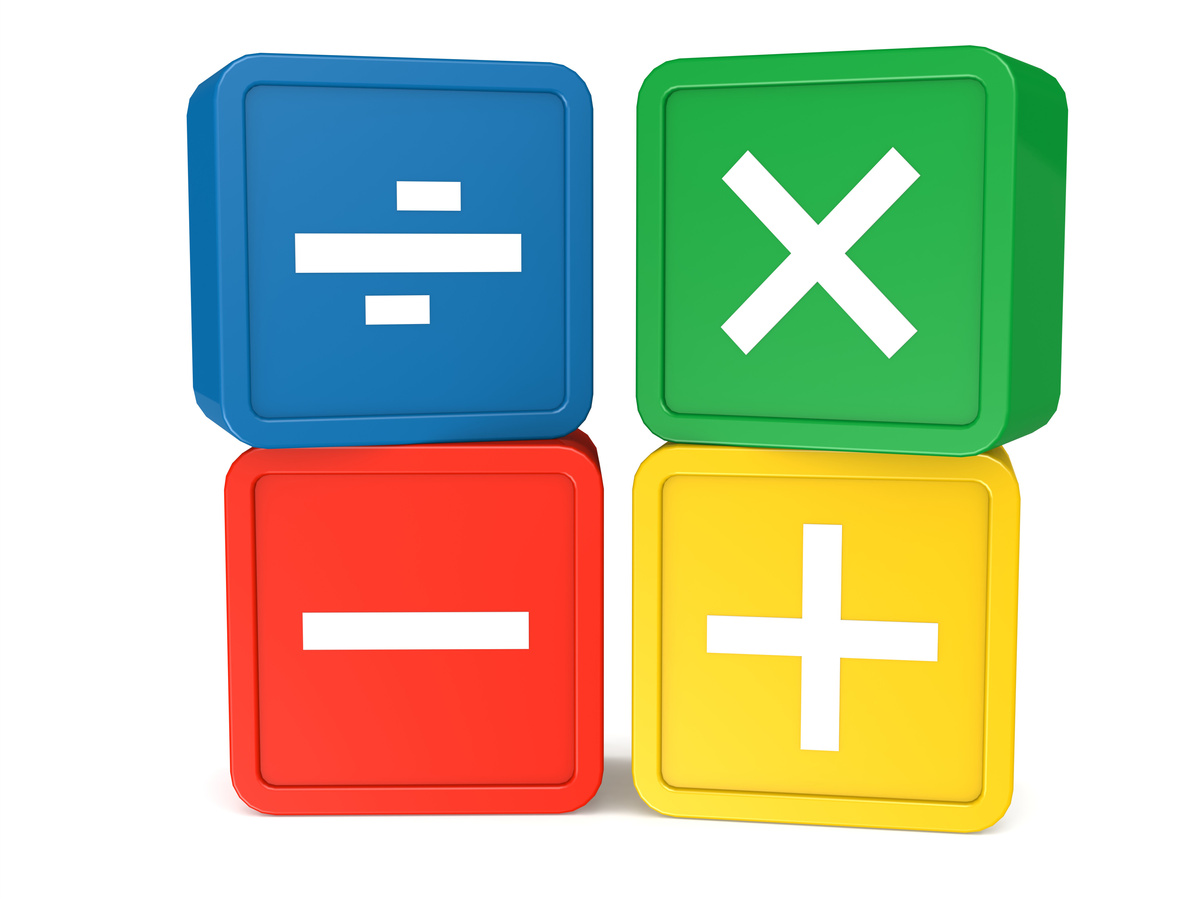 ÷ ×
− +